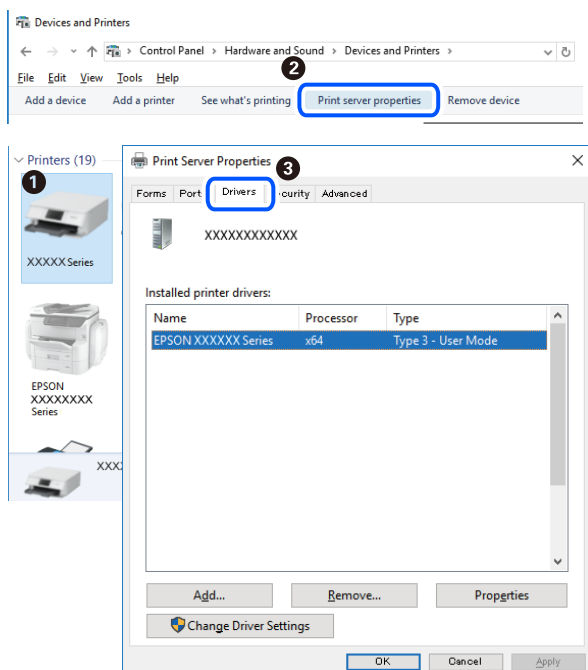 Devices and Printers
Control Panel > Hardware and Sound > Devices and Printers >
2
File Edit View Tools Help
Add a device Add a printer See what's printing Print server properties Remove device
Printers (19)
1
XXXXX Series
EPSON
XXXXXXXX
Series
XXX
Print Server Properties
3
Forms Port Drivers curity Advanced
XXXXXXXXXXXX
Installed printer drivers:
Name Processor Type
EPSON XXXXXX Series x64 Type 3 - User Mode
Add... Remove... Properties
Change Driver Settings
OK Cancel Apply